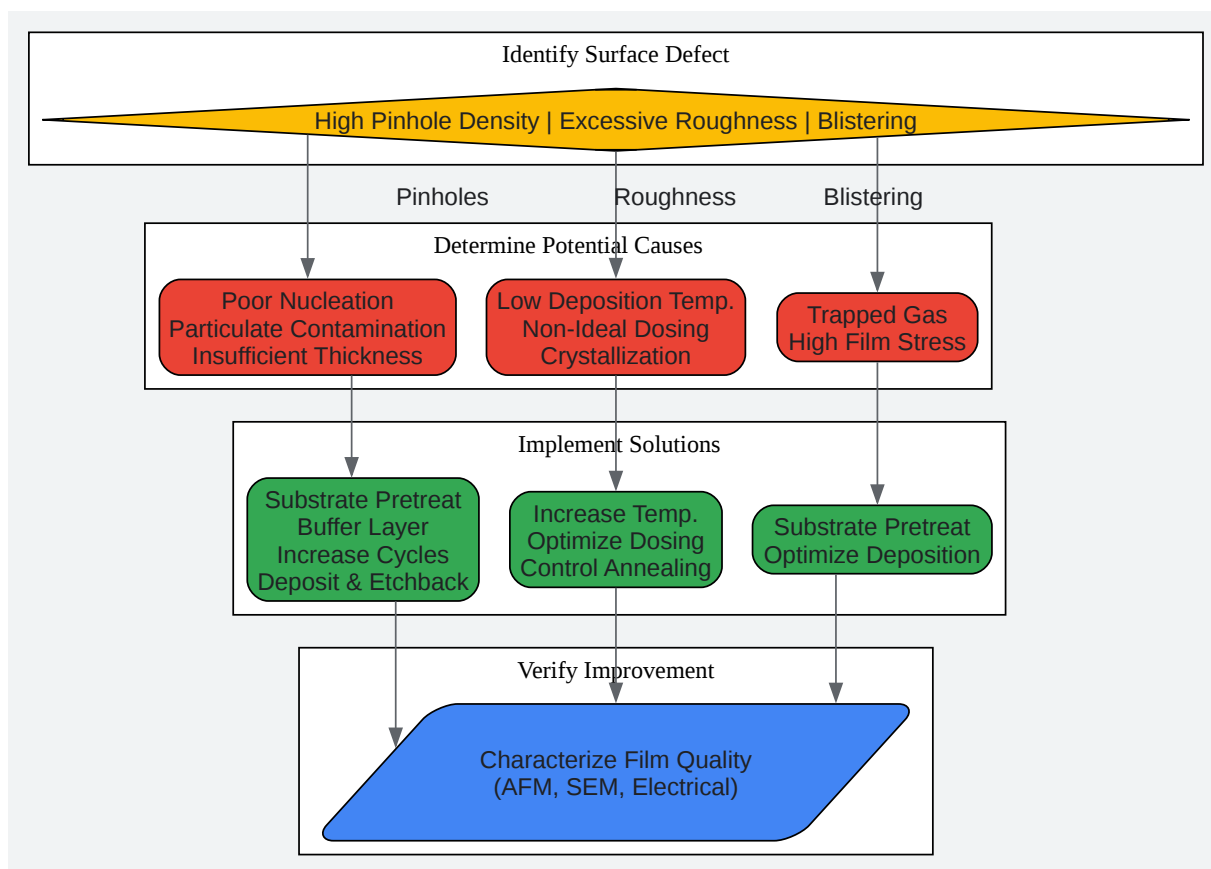 Identify Surface Defect
High Pinhole Density | Excessive Roughness | Blistering
Pinholes
Roughness
Blistering
Determine Potential Causes
Poor Nucleation
Particulate Contamination
Insufficient Thickness
Low Deposition Temp.
Non-Ideal Dosing
Crystallization
Trapped Gas
High Film Stress
Implement Solutions
Substrate Pretreat
Buffer Layer
Increase Cycles
Deposit & Etchback
Increase Temp.
Optimize Dosing
Control Annealing
Substrate Pretreat
Optimize Deposition
Verify Improvement
Characterize Film Quality
(AFM, SEM, Electrical)